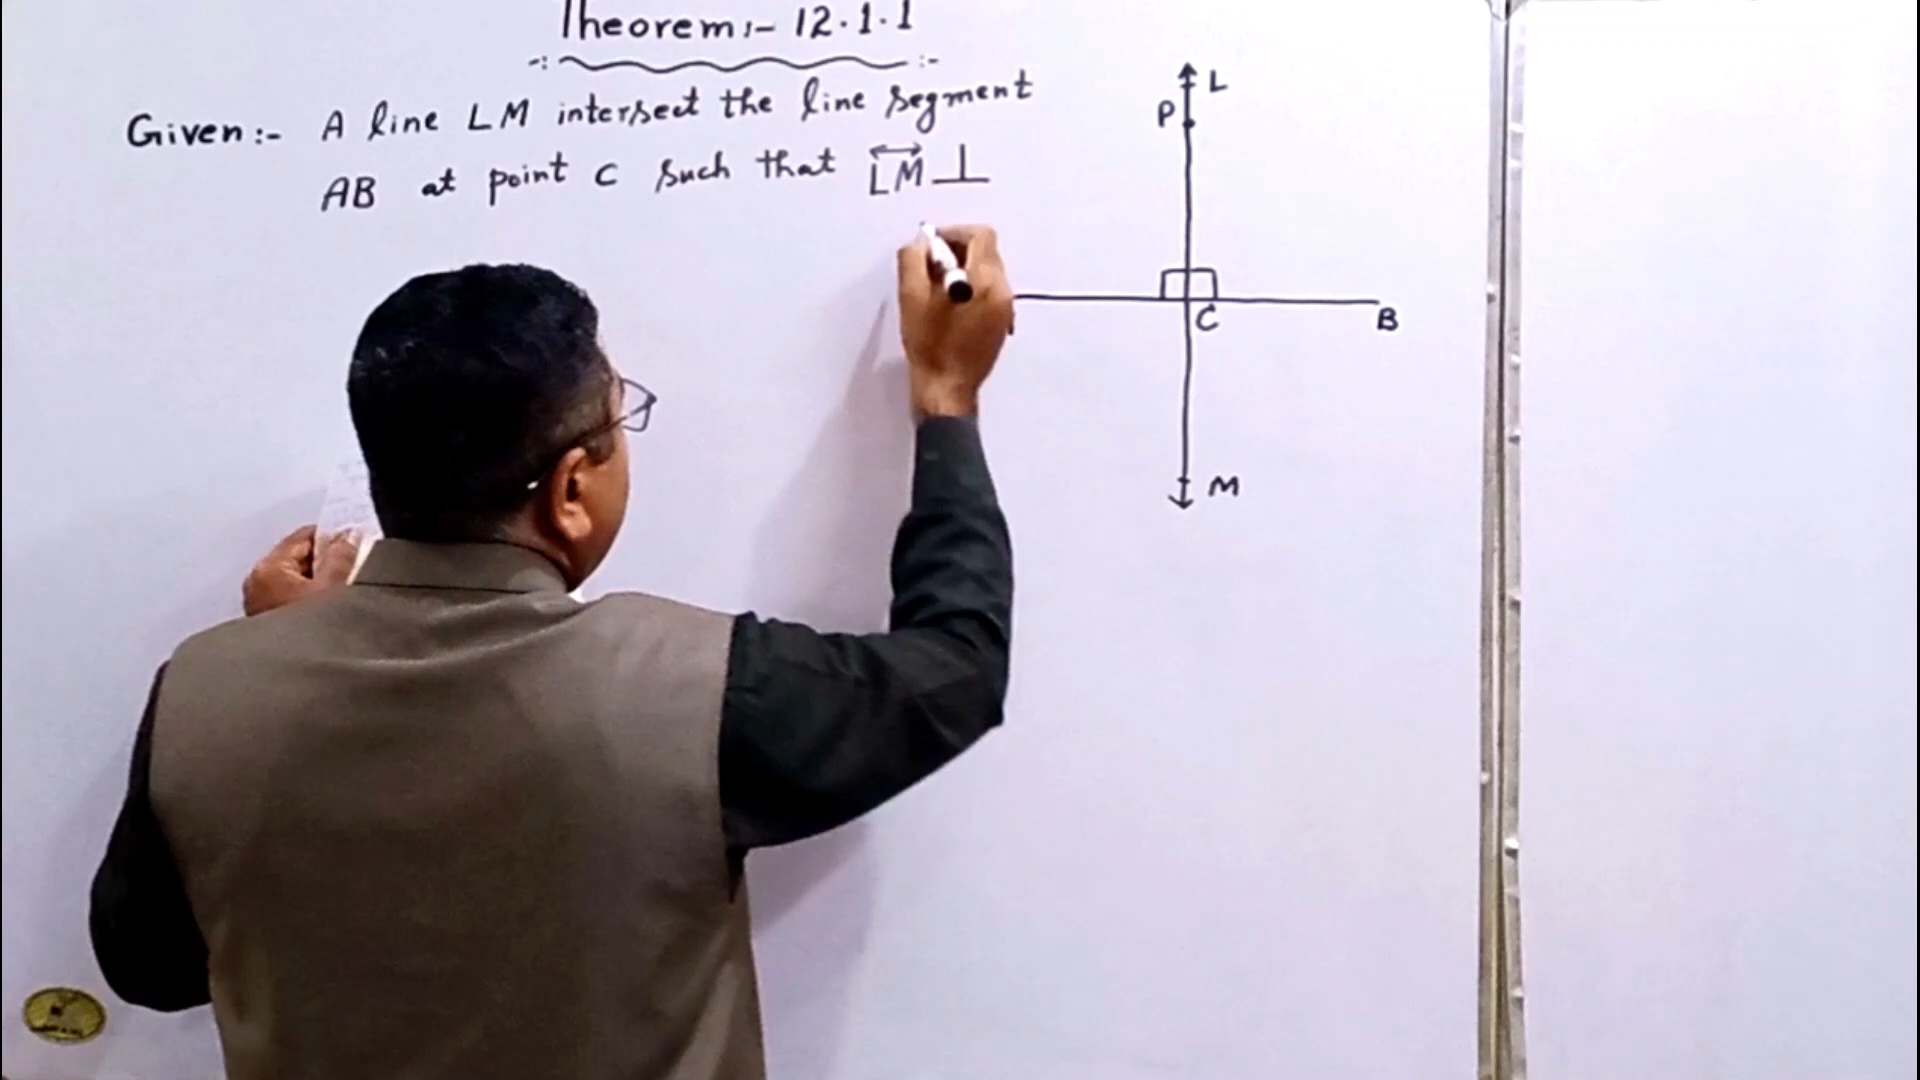 Theorem:- 12.1.1
-: :-
Given:- A line LM intersect the line segment
AB at point C such that LM ⊥
L
P
C
B
M